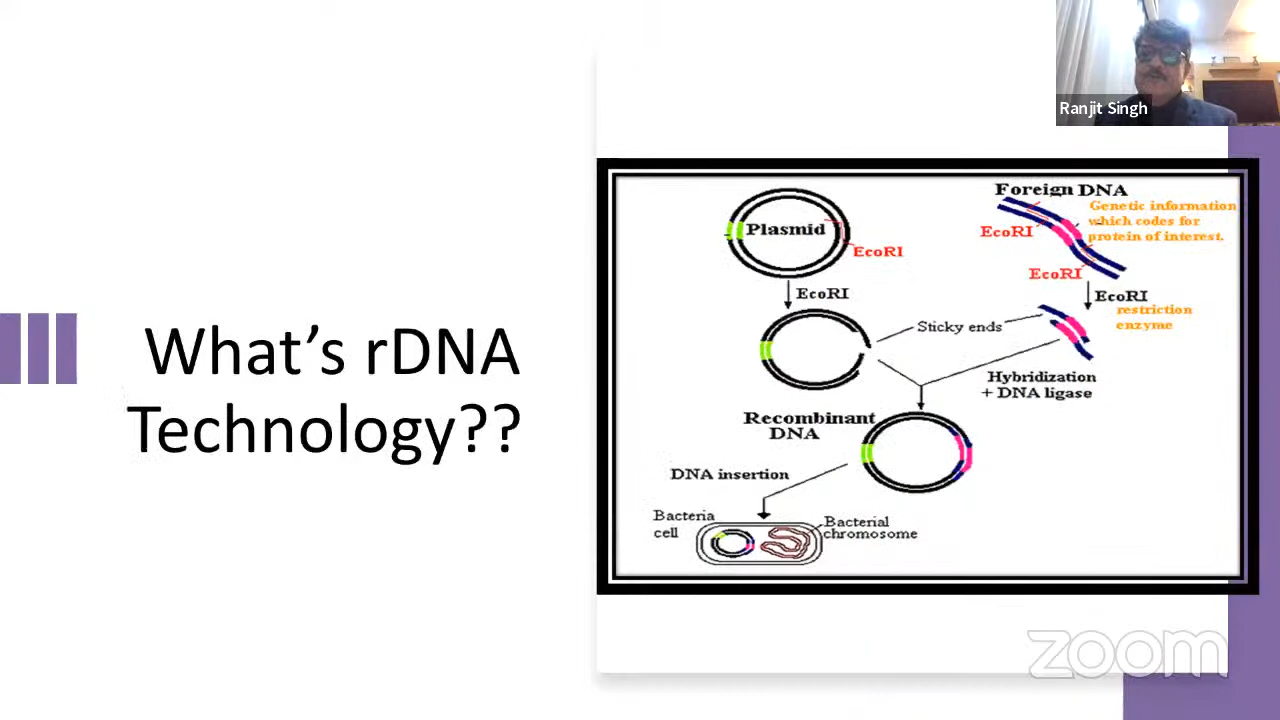 Ranjit Singh
What's rDNA
Technology??
Foreign DNA
Plasmid
Genetic information
which codes for
protein of interest.
EcoRI
EcoRI
EcoRI
EcoRI
EcoRI
restriction
enzyme
Sticky ends
Hybridization
+ DNA ligase
Recombinant
DNA
DNA insertion
Bacteria
cell
Bacterial
chromosome
zoom